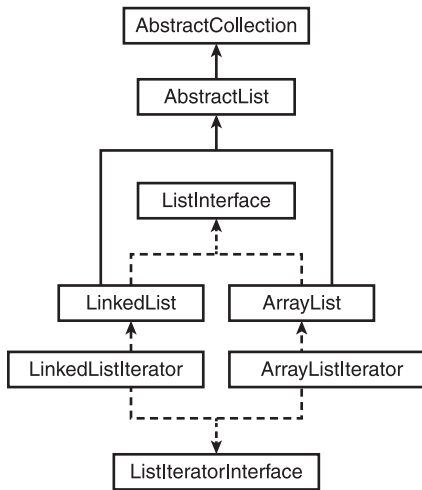 AbstractCollection
AbstractList
ListInterface
LinkedList
ArrayList
LinkedListIterator
ArrayListIterator
ListIteratorInterface